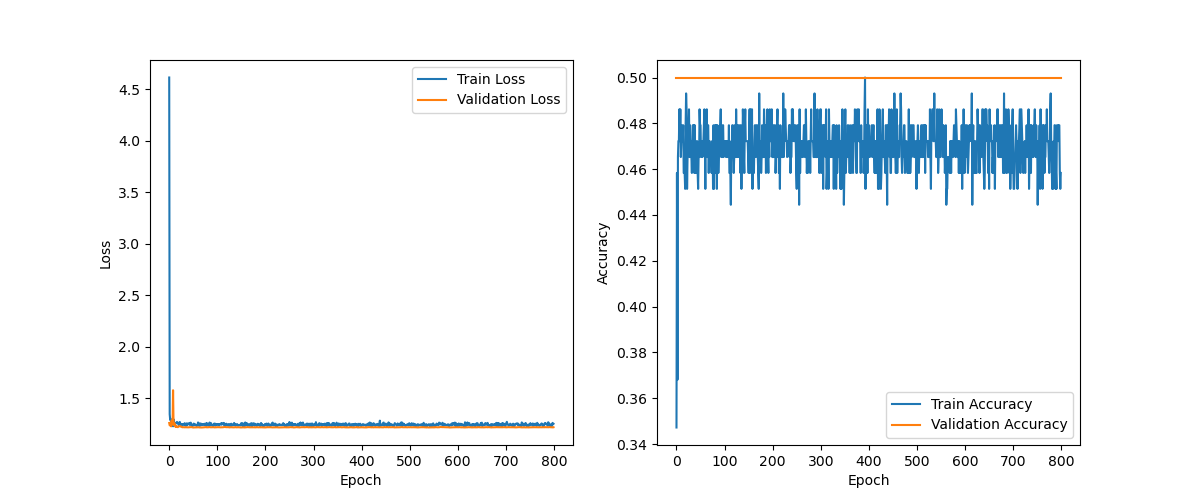 Train Loss
Validation Loss
4.5
4.0
3.5
3.0
2.5
2.0
1.5
Loss
0 100 200 300 400 500 600 700 800
Epoch
0.50
0.48
0.46
0.44
0.42
0.40
0.38
0.36
0.34
Accuracy
Train Accuracy
Validation Accuracy
0 100 200 300 400 500 600 700 800
Epoch